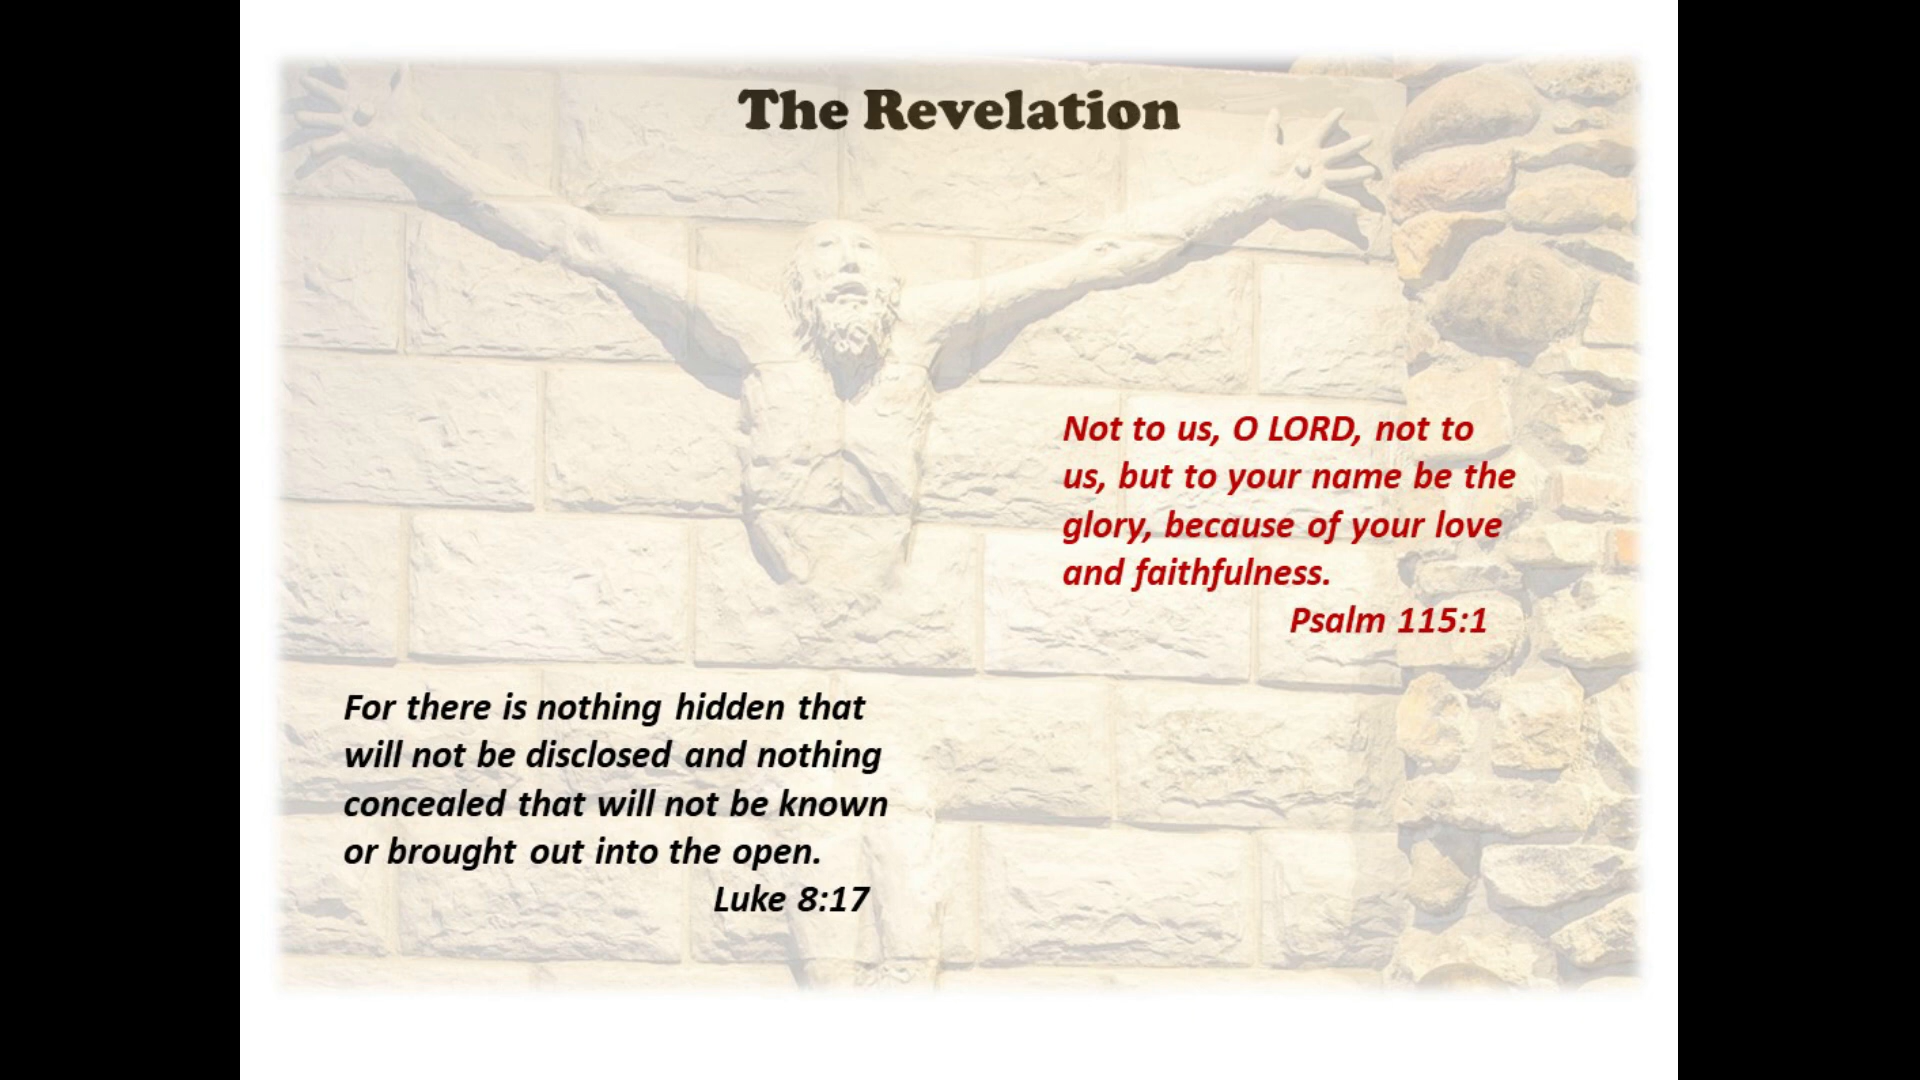 The Revelation
Not to us, O LORD, not to
us, but to your name be the
glory, because of your love
and faithfulness.
Psalm 115:1
For there is nothing hidden that
will not be disclosed and nothing
concealed that will not be known
or brought out into the open.
Luke 8:17